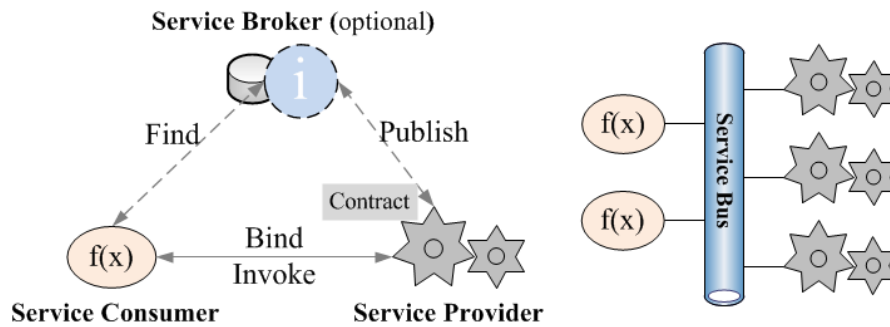 Service Broker (optional)
i
Find
Publish
Contract
f(x)
Bind
Invoke
Service Consumer
Service Provider
f(x)
f(x)
Service Bus